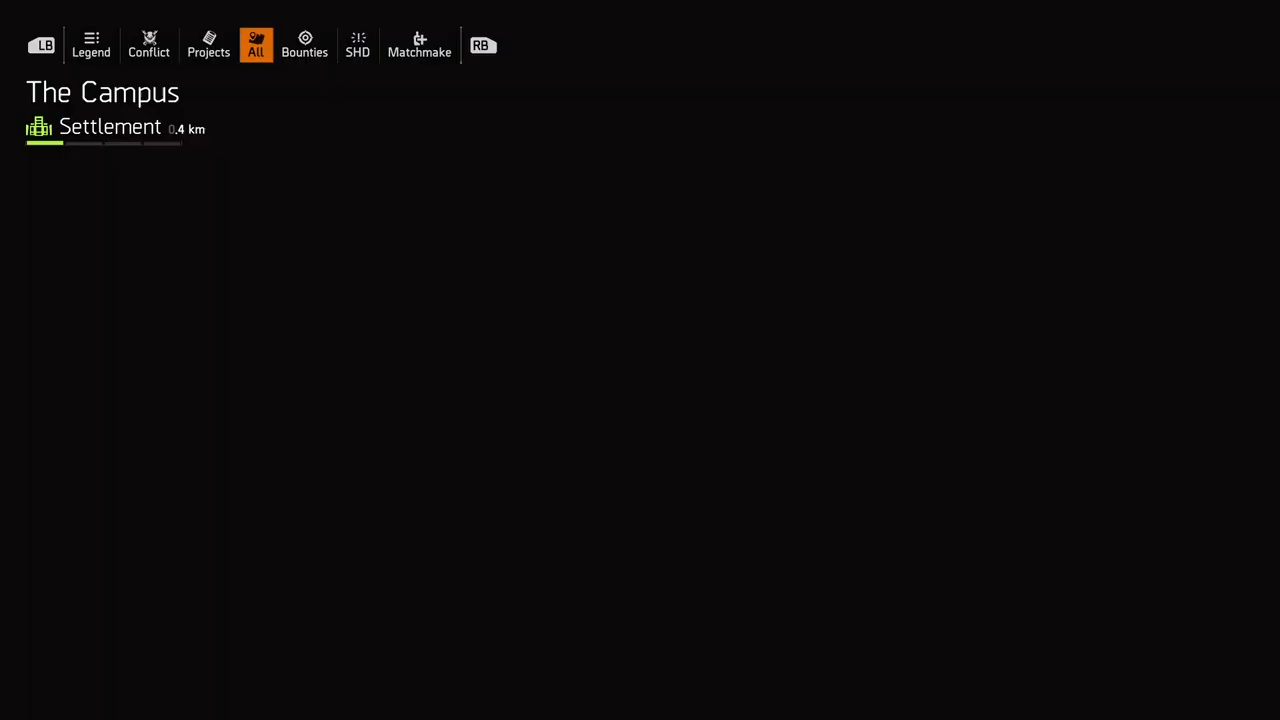 LB Legend Conflict Projects All Bounties SHD Matchmake RB
The Campus
Settlement 0.4 km